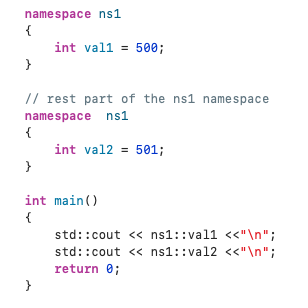 namespace ns1
{
    int val1 = 500;
}

// rest part of the ns1 namespace
namespace  ns1
{
    int val2 = 501;
}

int main()
{
    std::cout << ns1::val1 <<"\n";
    std::cout << ns1::val2 <<"\n";
    return 0;
}